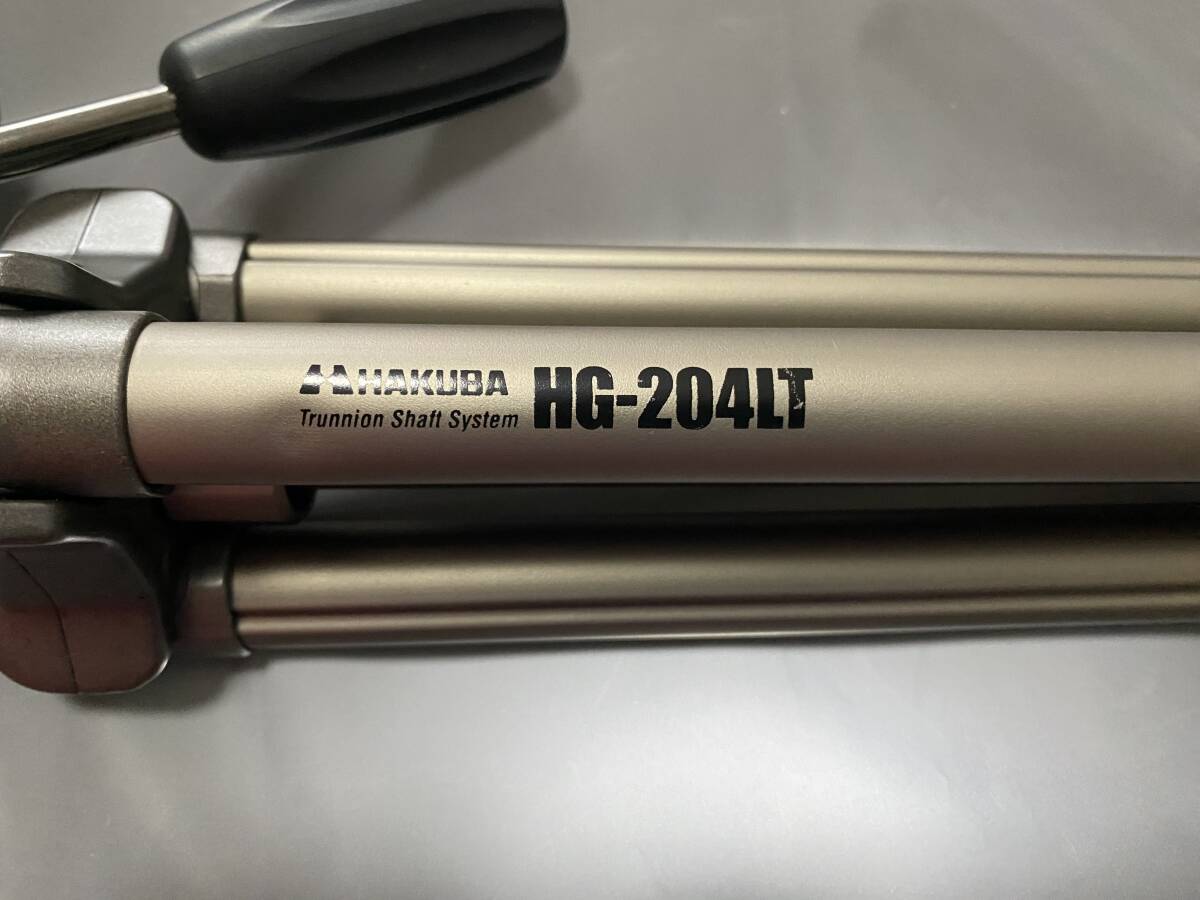 HAKUBA HG-204LT
Trunnion Shaft System